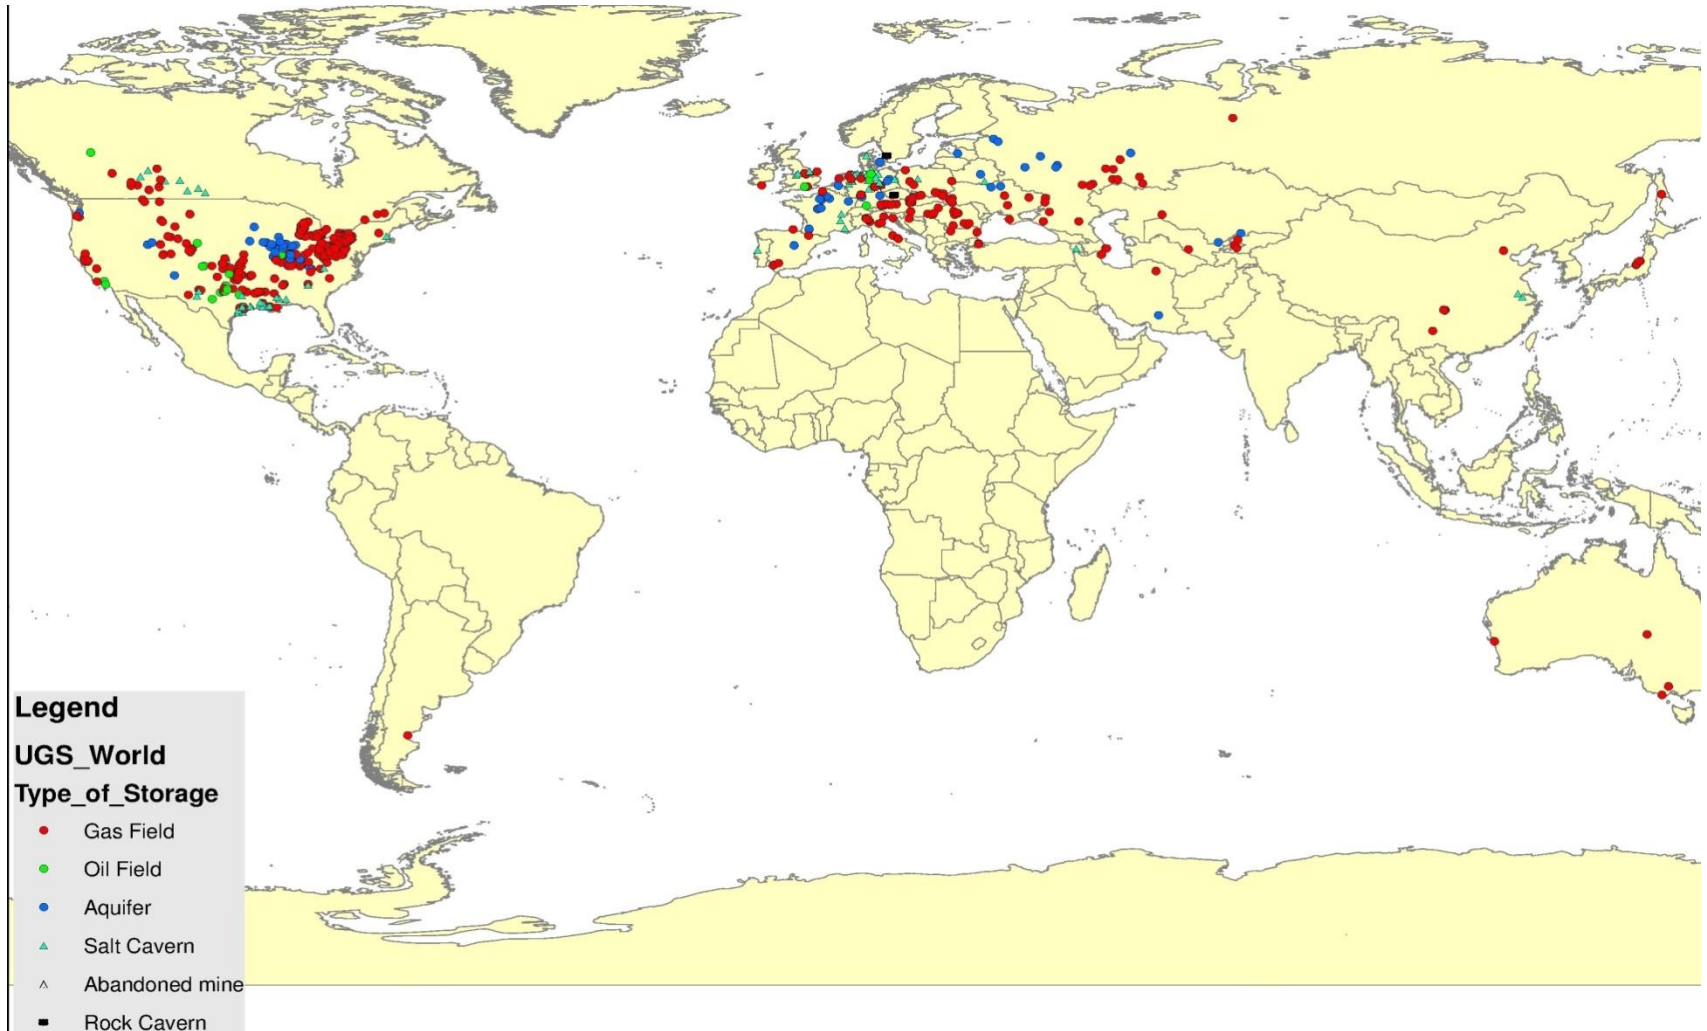 Legend
UGS_World
Type_of_Storage
Gas Field
Oil Field
Aquifer
Salt Cavern
Abandoned mine
Rock Cavern